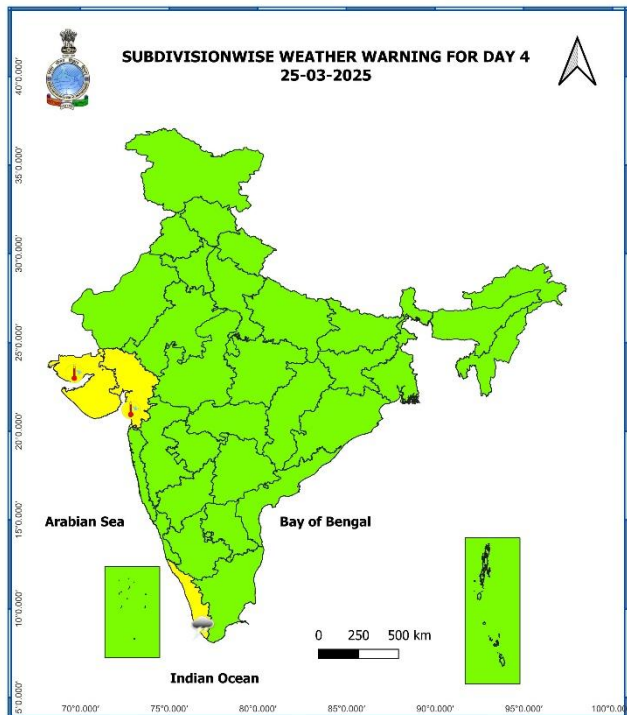 SUBDIVISIONWISE WEATHER WARNING FOR DAY 4
25-03-2025
40°0.000'
35°0.000'
30°0.000'
25°0.000'
20°0.000'
15°0.000'
10°0.000'
5°0.000'
Arabian Sea
Bay of Bengal
0 250 500 km
Indian Ocean
70°0.000' 75°0.000' 80°0.000' 85°0.000' 90°0.000' 95°0.000' 100°0.00